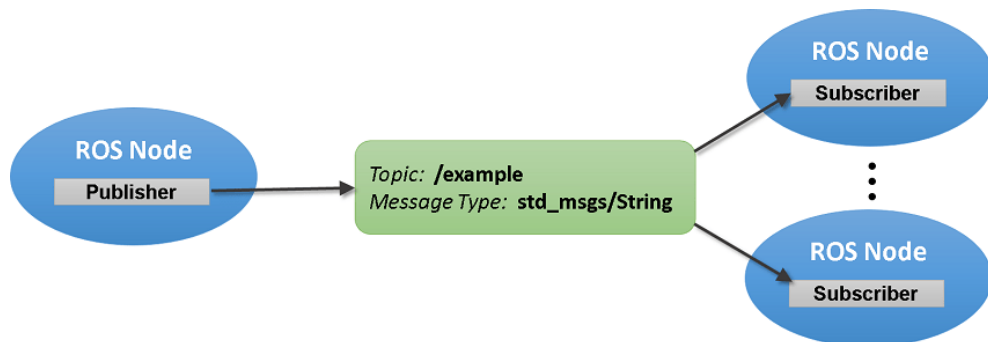 ROS Node
Publisher
Topic: /example
Message Type: std_msgs/String
ROS Node
Subscriber
ROS Node
Subscriber